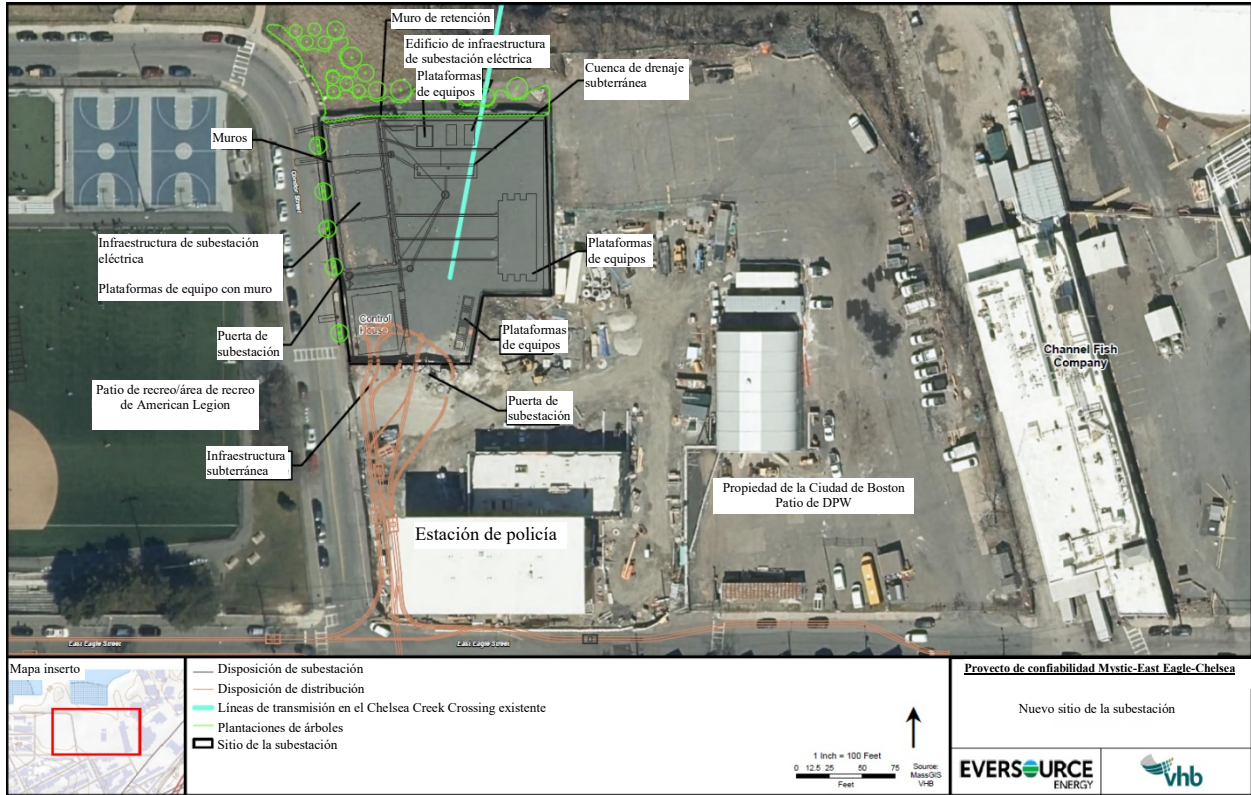 Muro de retención
Edificio de infraestructura
de subestación eléctrica
Plataformas
de equipos
Cuenca de drenaje
subterránea
Muros
Condor Street
Infraestructura de subestación
eléctrica
Plataformas de equipo con muro
Plataformas
de equipos
Puerta de
subestación
Control
House
Plataformas
de equipos
Channel Fish
Company
Patio de recreo/área de recreo
de American Legion
Puerta de
subestación
Infraestructura
subterránea
Propiedad de la Ciudad de Boston
Patio de DPW
Estación de policía
East Eagle Street
East Eagle Street
Mapa inserto
Disposición de subestación
Disposición de distribución
Líneas de transmisión en el Chelsea Creek Crossing existente
Plantaciones de árboles
Sitio de la subestación
1 Inch = 100 Feet
0 12.5 25 50 75
Feet
Source:
MassGIS
VHB
Proyecto de confiabilidad Mystic-East Eagle-Chelsea
Nuevo sitio de la subestación
EVERSOURCE
ENERGY
vhb